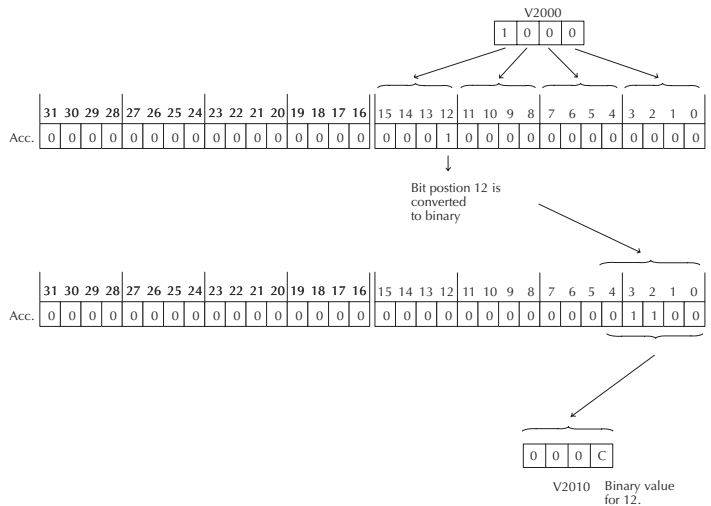 V2000
1 0 0 0
31 30 29 28 27 26 25 24 23 22 21 20 19 18 17 16 15 14 13 12 11 10 9 8 7 6 5 4 3 2 1 0
Acc. 0 0 0 0 0 0 0 0 0 0 0 0 0 0 0 0 0 0 0 1 0 0 0 0 0 0 0 0 0 0 0 0
Bit postion 12 is
converted
to binary
31 30 29 28 27 26 25 24 23 22 21 20 19 18 17 16 15 14 13 12 11 10 9 8 7 6 5 4 3 2 1 0
Acc. 0 0 0 0 0 0 0 0 0 0 0 0 0 0 0 0 0 0 0 0 0 0 0 0 0 0 0 0 1 1 0 0
0 0 0 C
V2010 Binary value
for 12.